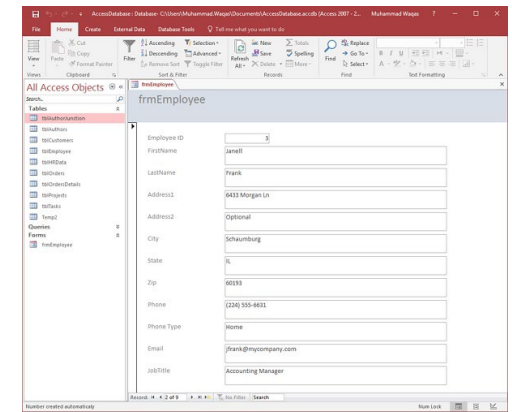 AccessDatabase : Database- C:\Users\Muhammad.Waqas\Documents\AccessDatabase.accdb (Access 2007 - 2... Muhammad Waqas ?
File Home Create External Data Database Tools Tell me what you want to do
View
Paste
Cut
Copy
Format Painter
Filter
Ascending
Descending
Remove Sort
Selection
Advanced
Toggle Filter
Refresh All
New
Save
Delete
Totals
Spelling
More
Find
Replace
Go To
Select
B I U
Views Clipboard Sort & Filter Records Find Text Formatting
All Access Objects
Search..
Tables
tblAuthorJunction
tblAuthors
tblCustomers
tblEmployee
tblHRData
tblOrders
tblOrdersDetails
tblProjects
tblTasks
Temp2
Queries
Forms
frmEmployee
frmEmployee
frmEmployee
Employee ID 3
FirstName Janell
LastName Frank
Address1 6433 Morgan Ln
Address2 Optional
City Schaumburg
State IL
Zip 60193
Phone (224) 555-6631
Phone Type Home
Email jfrank@mycompany.com
JobTitle Accounting Manager
Record: 2 of 9 No Filter Search
Number created automatically Num Lock